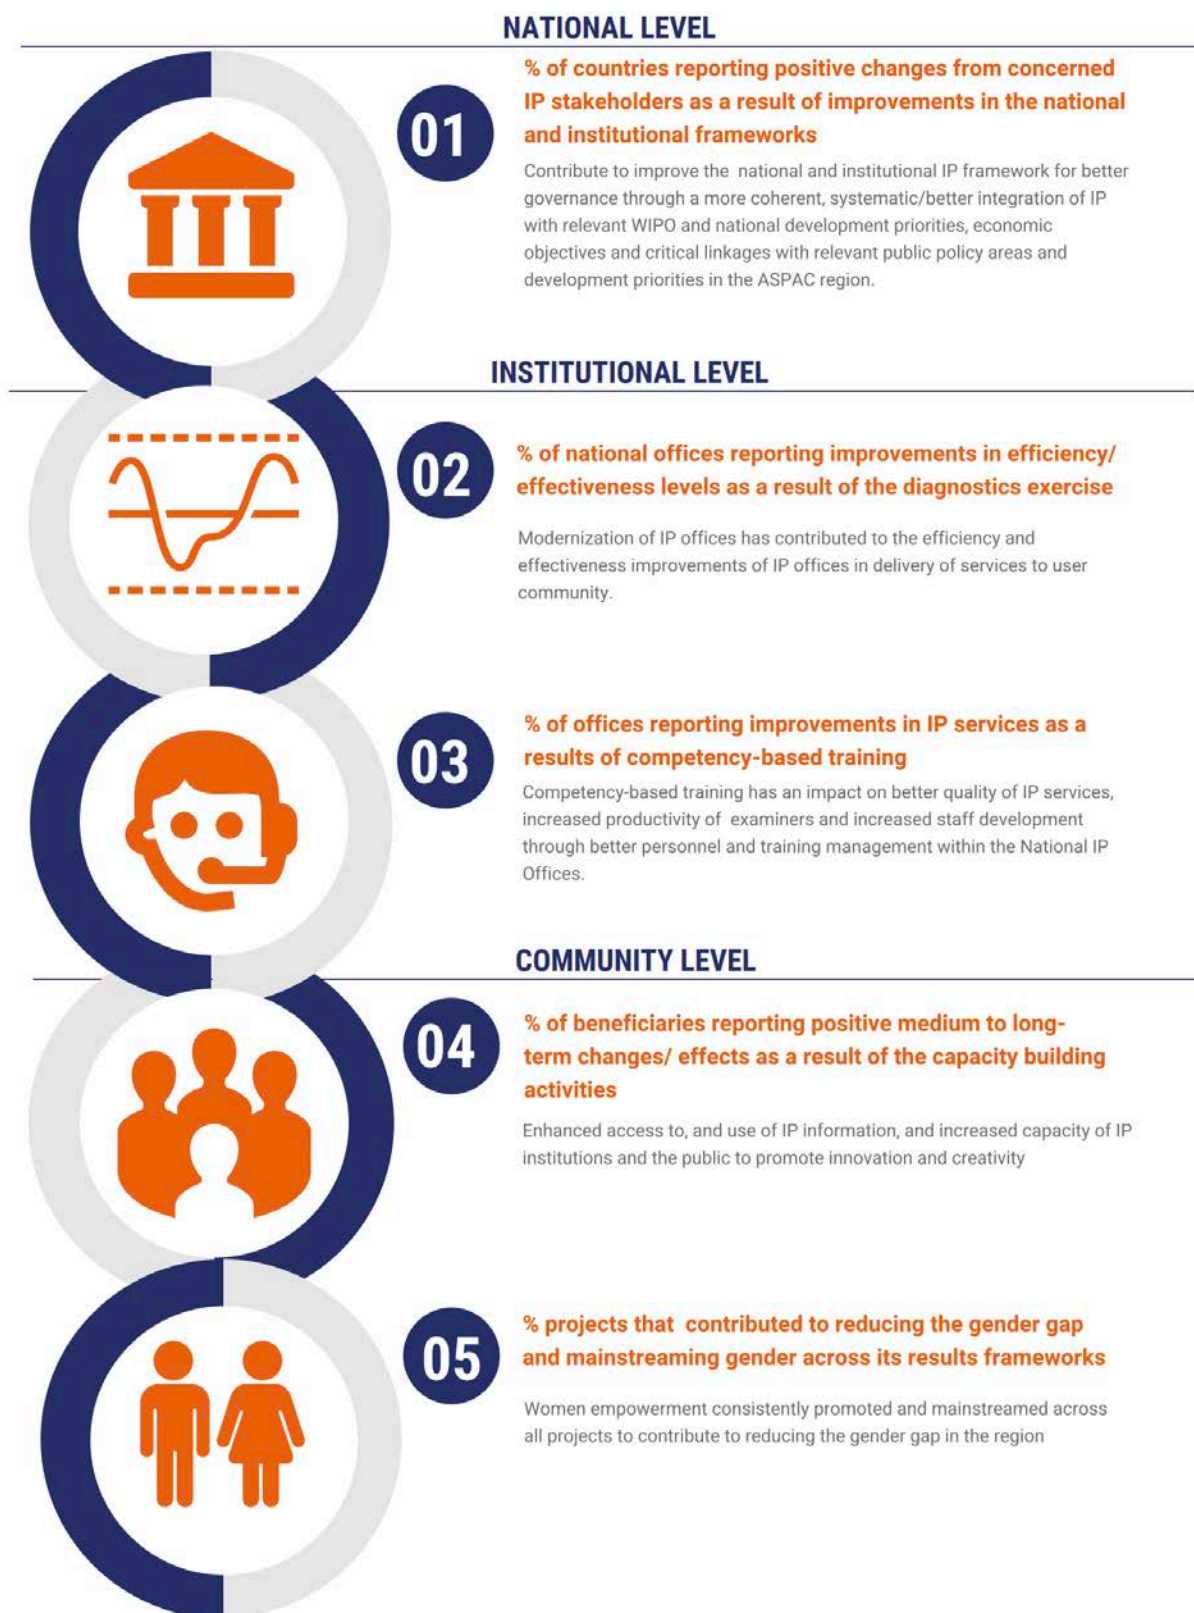 NATIONAL LEVEL
01
% of countries reporting positive changes from concerned
IP stakeholders as a result of improvements in the national
and institutional frameworks
Contribute to improve the national and institutional IP framework for better
governance through a more coherent, systematic/better integration of IP
with relevant WIPO and national development priorities, economic
objectives and critical linkages with relevant public policy areas and
development priorities in the ASPAC region.
INSTITUTIONAL LEVEL
02
% of national offices reporting improvements in efficiency/
effectiveness levels as a result of the diagnostics exercise
Modernization of IP offices has contributed to the efficiency and
effectiveness improvements of IP offices in delivery of services to user
community.
03
% of offices reporting improvements in IP services as a
results of competency-based training
Competency-based training has an impact on better quality of IP services,
increased productivity of examiners and increased staff development
through better personnel and training management within the National IP
Offices.
COMMUNITY LEVEL
04
% of beneficiaries reporting positive medium to long-
term changes/ effects as a result of the capacity building
activities
Enhanced access to, and use of IP information, and increased capacity of IP
institutions and the public to promote innovation and creativity
05
% projects that contributed to reducing the gender gap
and mainstreaming gender across its results frameworks
Women empowerment consistently promoted and mainstreamed across
all projects to contribute to reducing the gender gap in the region